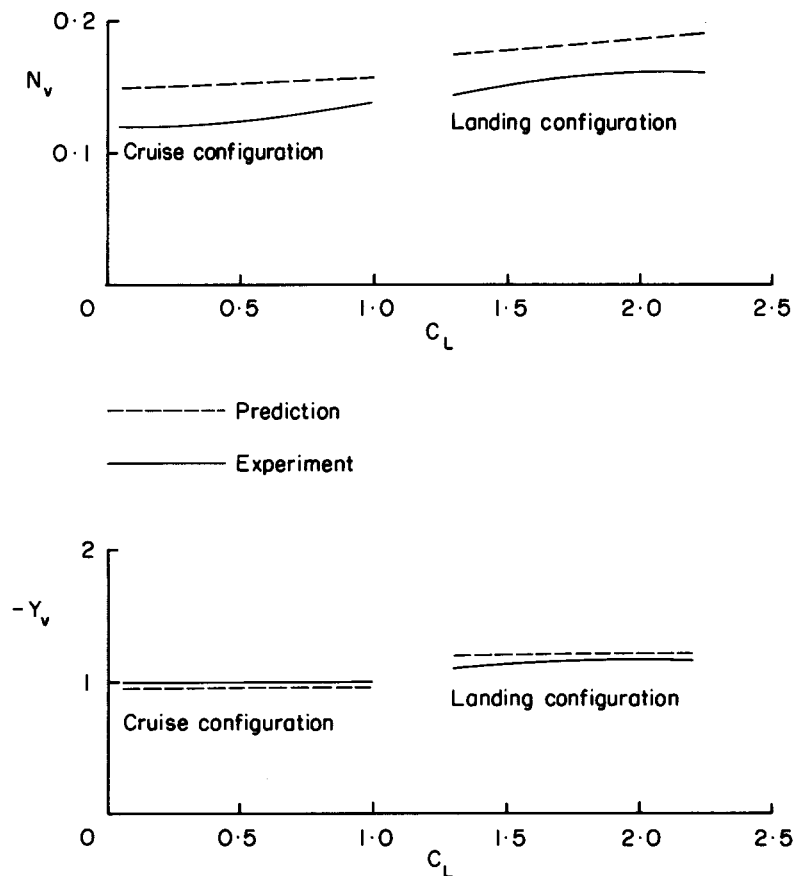 0·2
N_v
0·1
Cruise configuration
Landing configuration
0 0·5 1·0 1·5 2·0 2·5
C_L
Prediction
Experiment
2
-Y_v
1
Cruise configuration
Landing configuration
0 0·5 1·0 1·5 2·0 2·5
C_L